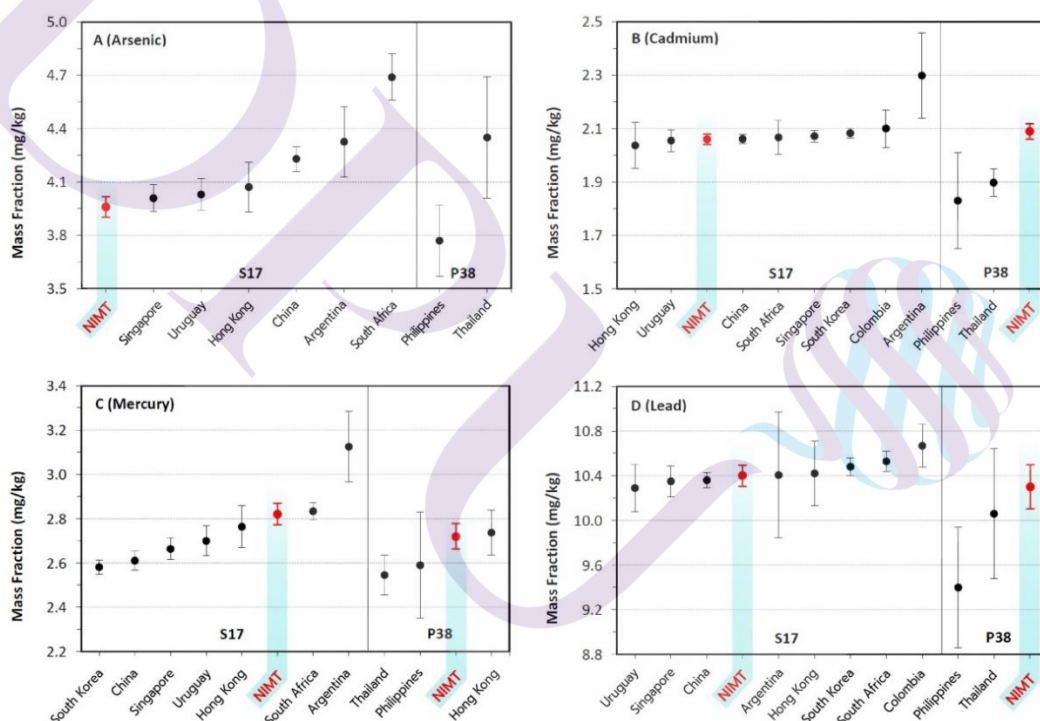 A (Arsenic)
Mass Fraction (mg/kg)
5.0
4.7
4.4
4.1
3.8
3.5
S17
P38
NIMT
Singapore
Uruguay
Hong Kong
China
Argentina
South Africa
Philippines
Thailand
B (Cadmium)
Mass Fraction (mg/kg)
2.5
2.3
2.1
1.9
1.7
1.5
S17
P38
Hong Kong
Uruguay
NIMT
China
South Africa
Singapore
South Korea
Colombia
Argentina
Philippines
Thailand
NIMT
C (Mercury)
Mass Fraction (mg/kg)
3.4
3.2
3.0
2.8
2.6
2.4
2.2
S17
P38
South Korea
China
Singapore
Uruguay
Hong Kong
NIMT
South Africa
Argentina
Thailand
Philippines
NIMT
Hong Kong
D (Lead)
Mass Fraction (mg/kg)
11.2
10.8
10.4
10.0
9.6
9.2
8.8
S17
P38
Uruguay
Singapore
China
NIMT
Argentina
Hong Kong
South Korea
South Africa
Colombia
Philippines
Thailand
NIMT